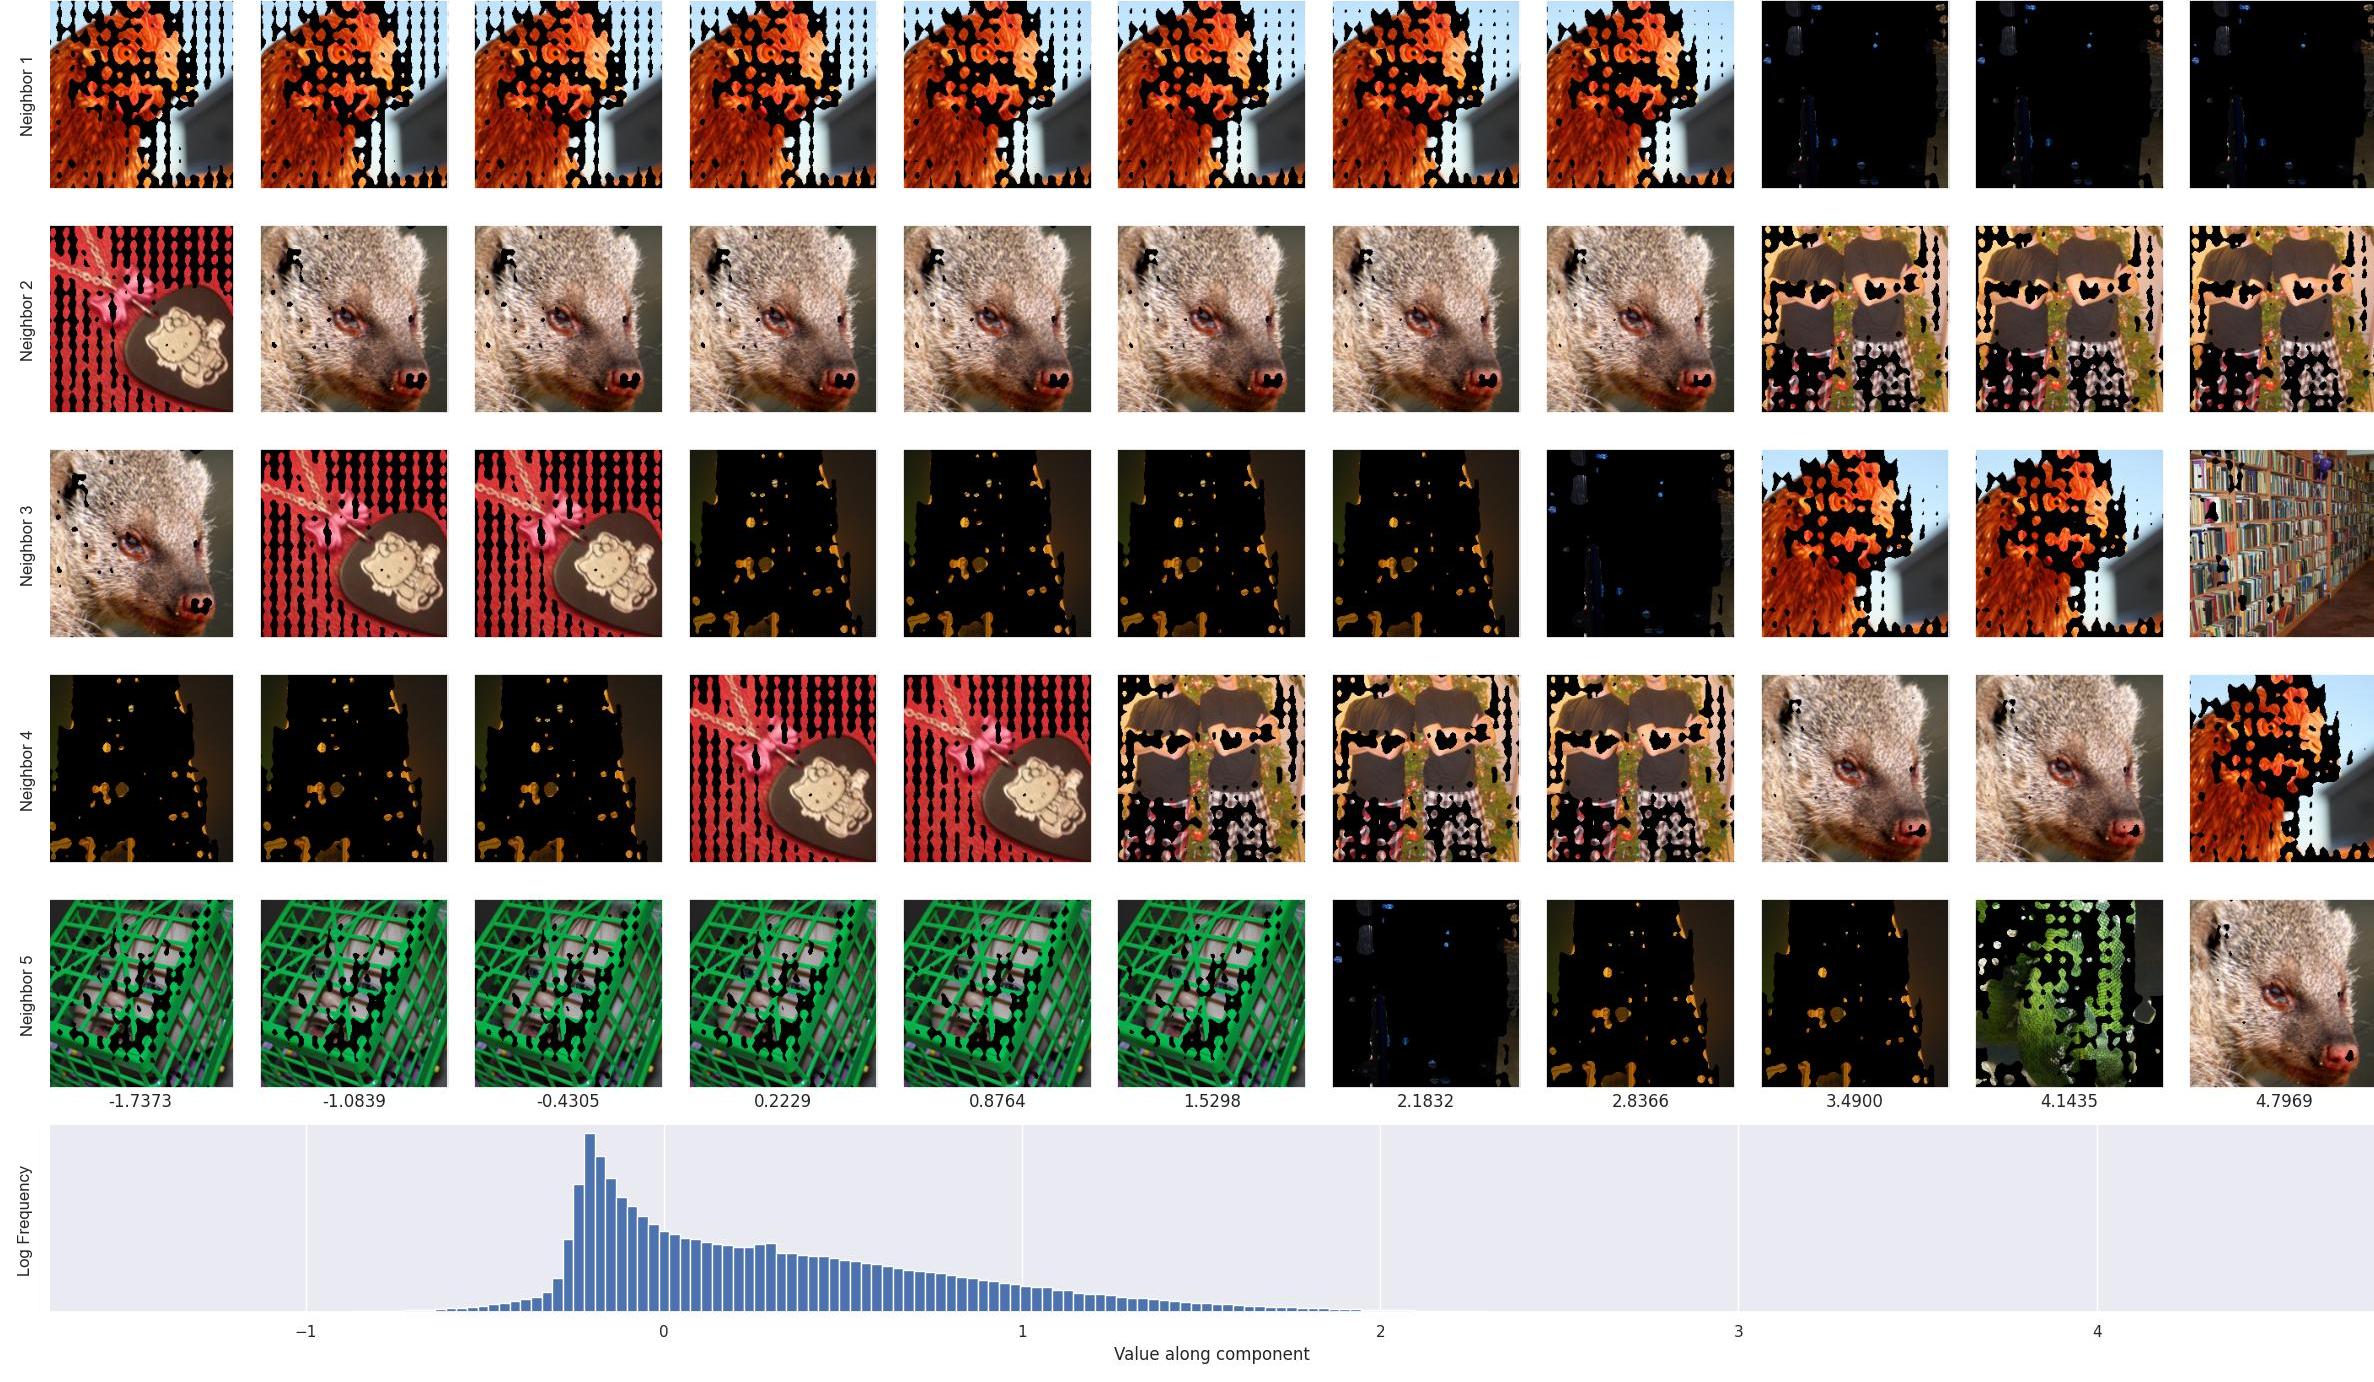 Neighbor 1
Neighbor 2
Neighbor 3
Neighbor 4
Neighbor 5
-1.7373 -1.0839 -0.4305 0.2229 0.8764 1.5298 2.1832 2.8366 3.4900 4.1435 4.7969
Log Frequency
−1 0 1 2 3 4
Value along component